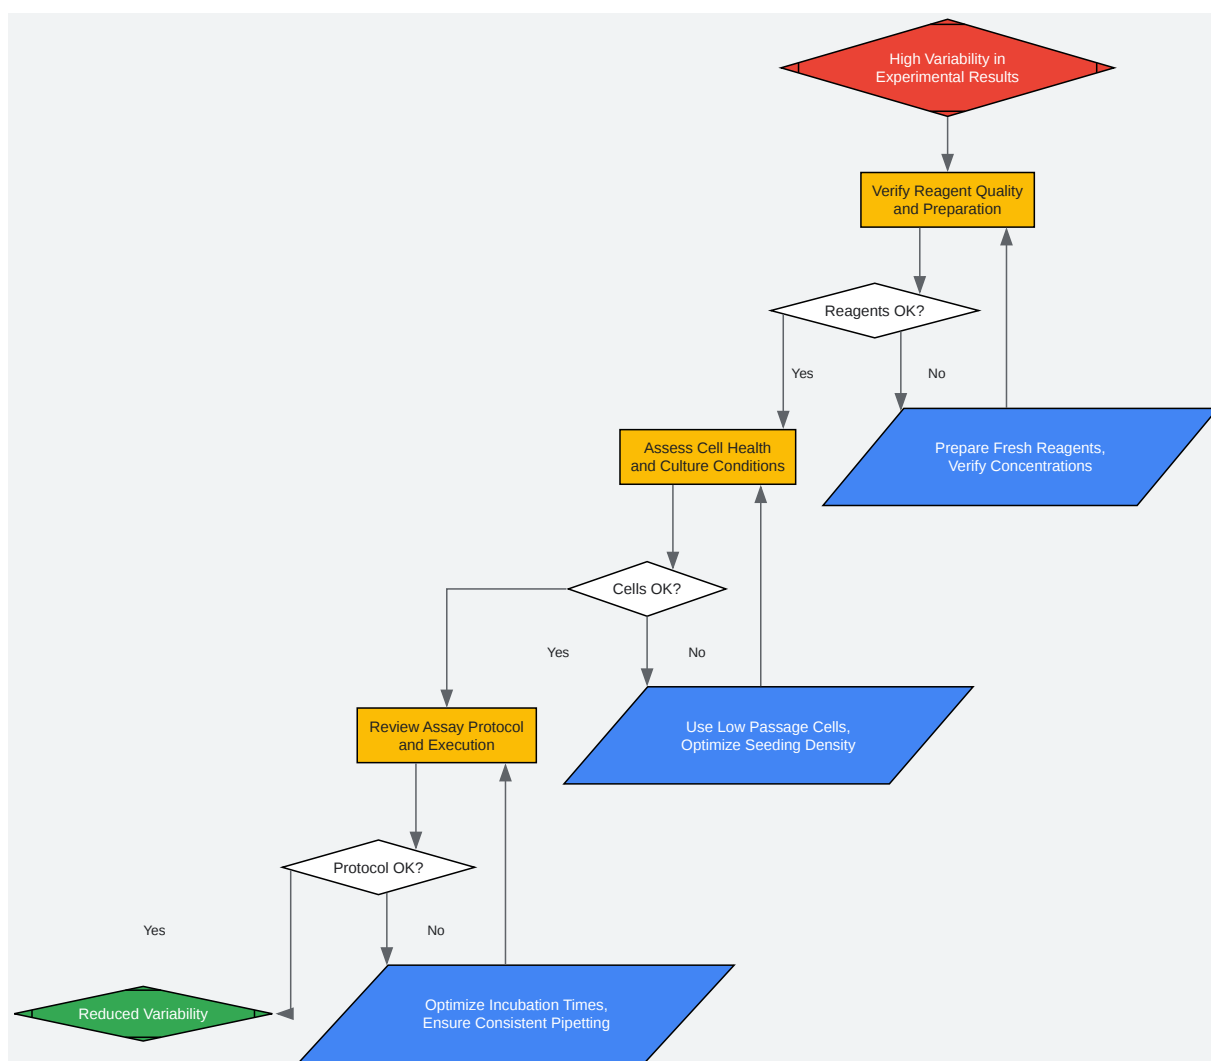 High Variability in
Experimental Results
Verify Reagent Quality
and Preparation
Reagents OK?
Yes
No
Assess Cell Health
and Culture Conditions
Prepare Fresh Reagents,
Verify Concentrations
Cells OK?
Yes
No
Review Assay Protocol
and Execution
Use Low Passage Cells,
Optimize Seeding Density
Protocol OK?
Yes
No
Reduced Variability
Optimize Incubation Times,
Ensure Consistent Pipetting